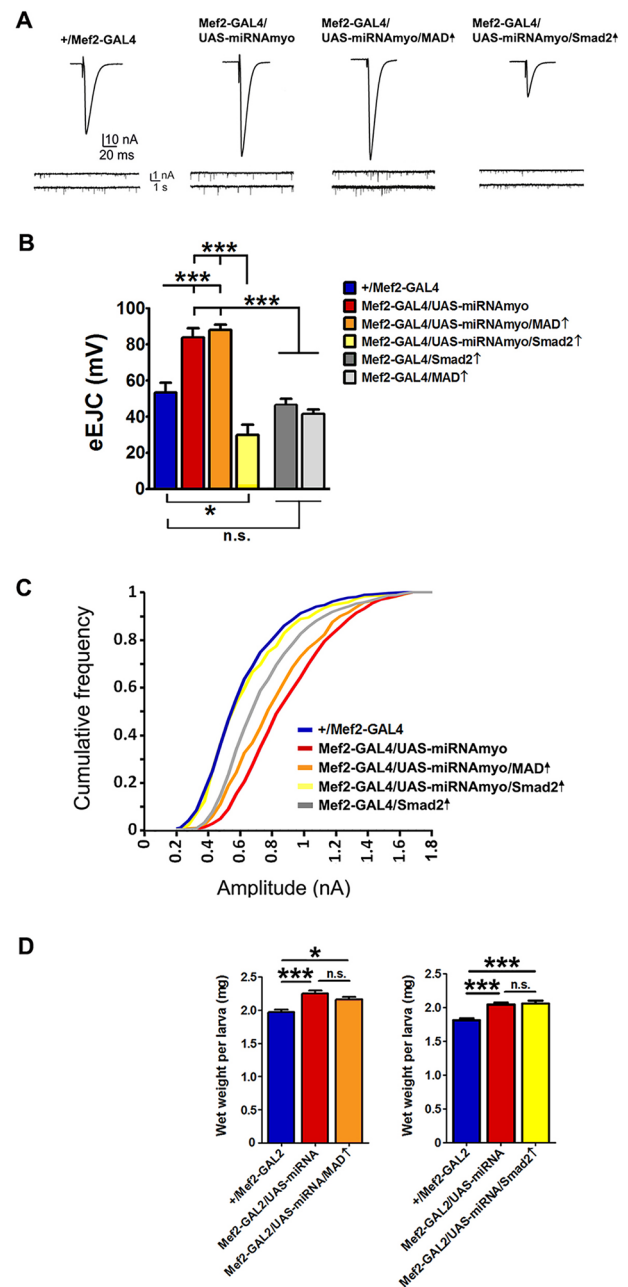 A
+/Mef2-GAL4
Mef2-GAL4/
UAS-miRNAmyo
Mef2-GAL4/
UAS-miRNAmyo/MAD↑
Mef2-GAL4/
UAS-miRNAmyo/Smad2↑
10 nA
20 ms
1 nA
1 s
B
***
***
***
100
80
60
40
20
0
eEJC (mV)
*
n.s.
+/Mef2-GAL4
Mef2-GAL4/UAS-miRNAmyo
Mef2-GAL4/UAS-miRNAmyo/MAD↑
Mef2-GAL4/UAS-miRNAmyo/Smad2↑
Mef2-GAL4/Smad2↑
Mef2-GAL4/MAD↑
C
Cumulative frequency
1
0.8
0.6
0.4
0.2
0
0
0.2
0.4
0.6
0.8
1
1.2
1.4
1.6
1.8
Amplitude (nA)
+/Mef2-GAL4
Mef2-GAL4/UAS-miRNAmyo
Mef2-GAL4/UAS-miRNAmyo/MAD↑
Mef2-GAL4/UAS-miRNAmyo/Smad2↑
Mef2-GAL4/Smad2↑
D
Wet weight per larva (mg)
2.5
2.0
1.5
1.0
0.5
0
*
***
n.s.
+/Mef2-GAL2
Mef2-GAL2/UAS-miRNA
Mef2-GAL2/UAS-miRNA/MAD↑
Wet weight per larva (mg)
2.5
2.0
1.5
1.0
0.5
0
***
***
n.s.
+/Mef2-GAL2
Mef2-GAL2/UAS-miRNA
Mef2-GAL2/UAS-miRNA/Smad2↑